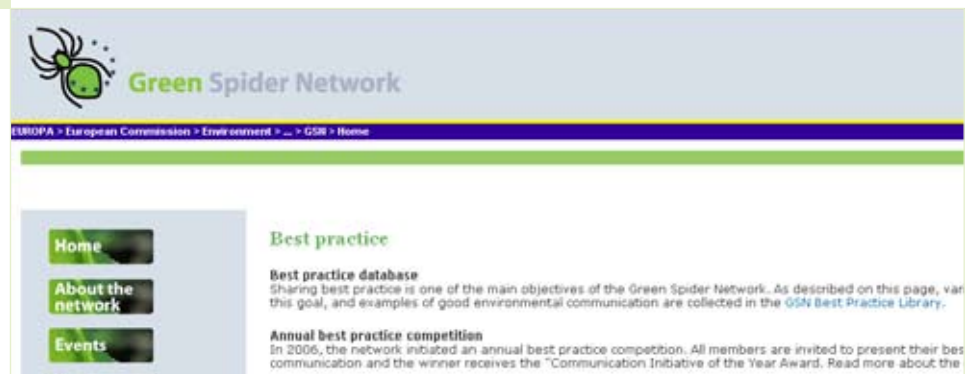 Green Spider Network
EUROPA > European Commission > Environment > ... > GSN > Home
Home
About the
network
Events
Best practice
Best practice database
Sharing best practice is one of the main objectives of the Green Spider Network. As described on this page, var
this goal, and examples of good environmental communication are collected in the GSN Best Practice Library.
Annual best practice competition
In 2006, the network initiated an annual best practice competition. All members are invited to present their bes
communication and the winner receives the "Communication Initiative of the Year Award. Read more about the